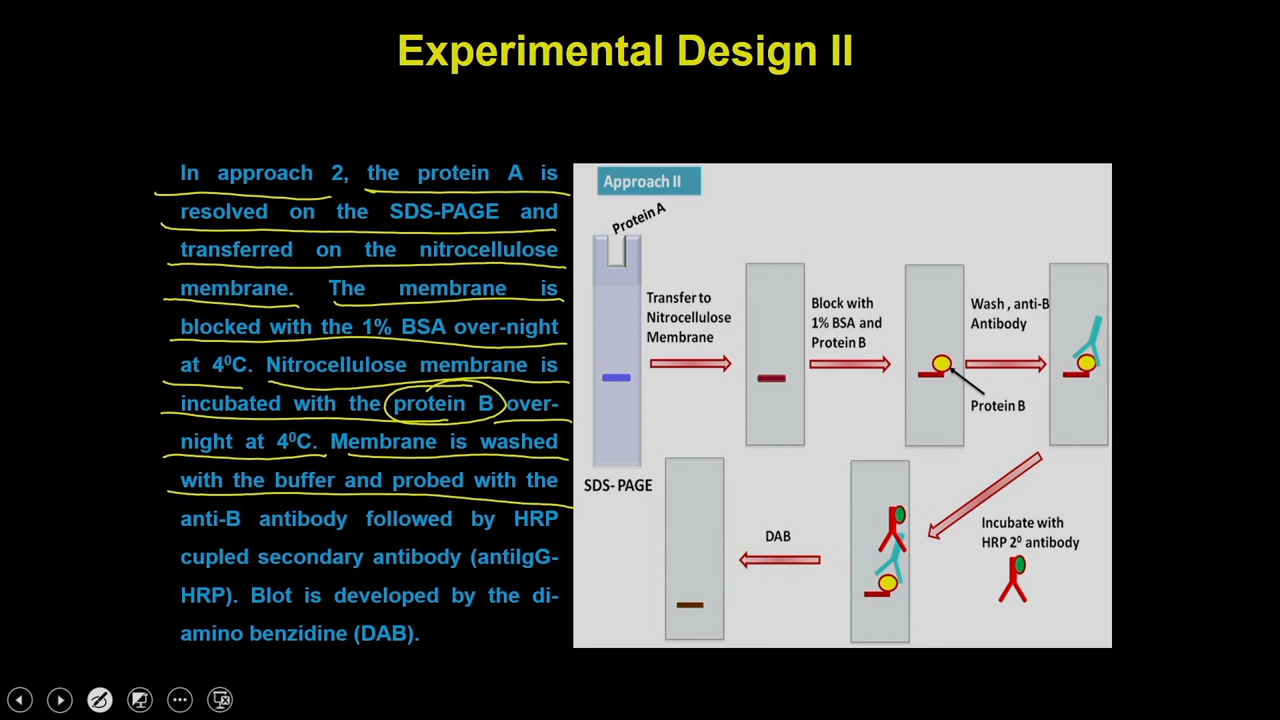 Experimental Design II
In approach 2, the protein A is
resolved on the SDS-PAGE and
transferred on the nitrocellulose
membrane. The membrane is
blocked with the 1% BSA over-night
at 4⁰C. Nitrocellulose membrane is
incubated with the protein B over-
night at 4⁰C. Membrane is washed
with the buffer and probed with the
anti-B antibody followed by HRP
cupled secondary antibody (antiIgG-
HRP). Blot is developed by the di-
amino benzidine (DAB).
Approach II
Protein A
Transfer to
Nitrocellulose
Membrane
Block with
1% BSA and
Protein B
Wash , anti-B
Antibody
Protein B
SDS- PAGE
DAB
Incubate with
HRP 2⁰ antibody